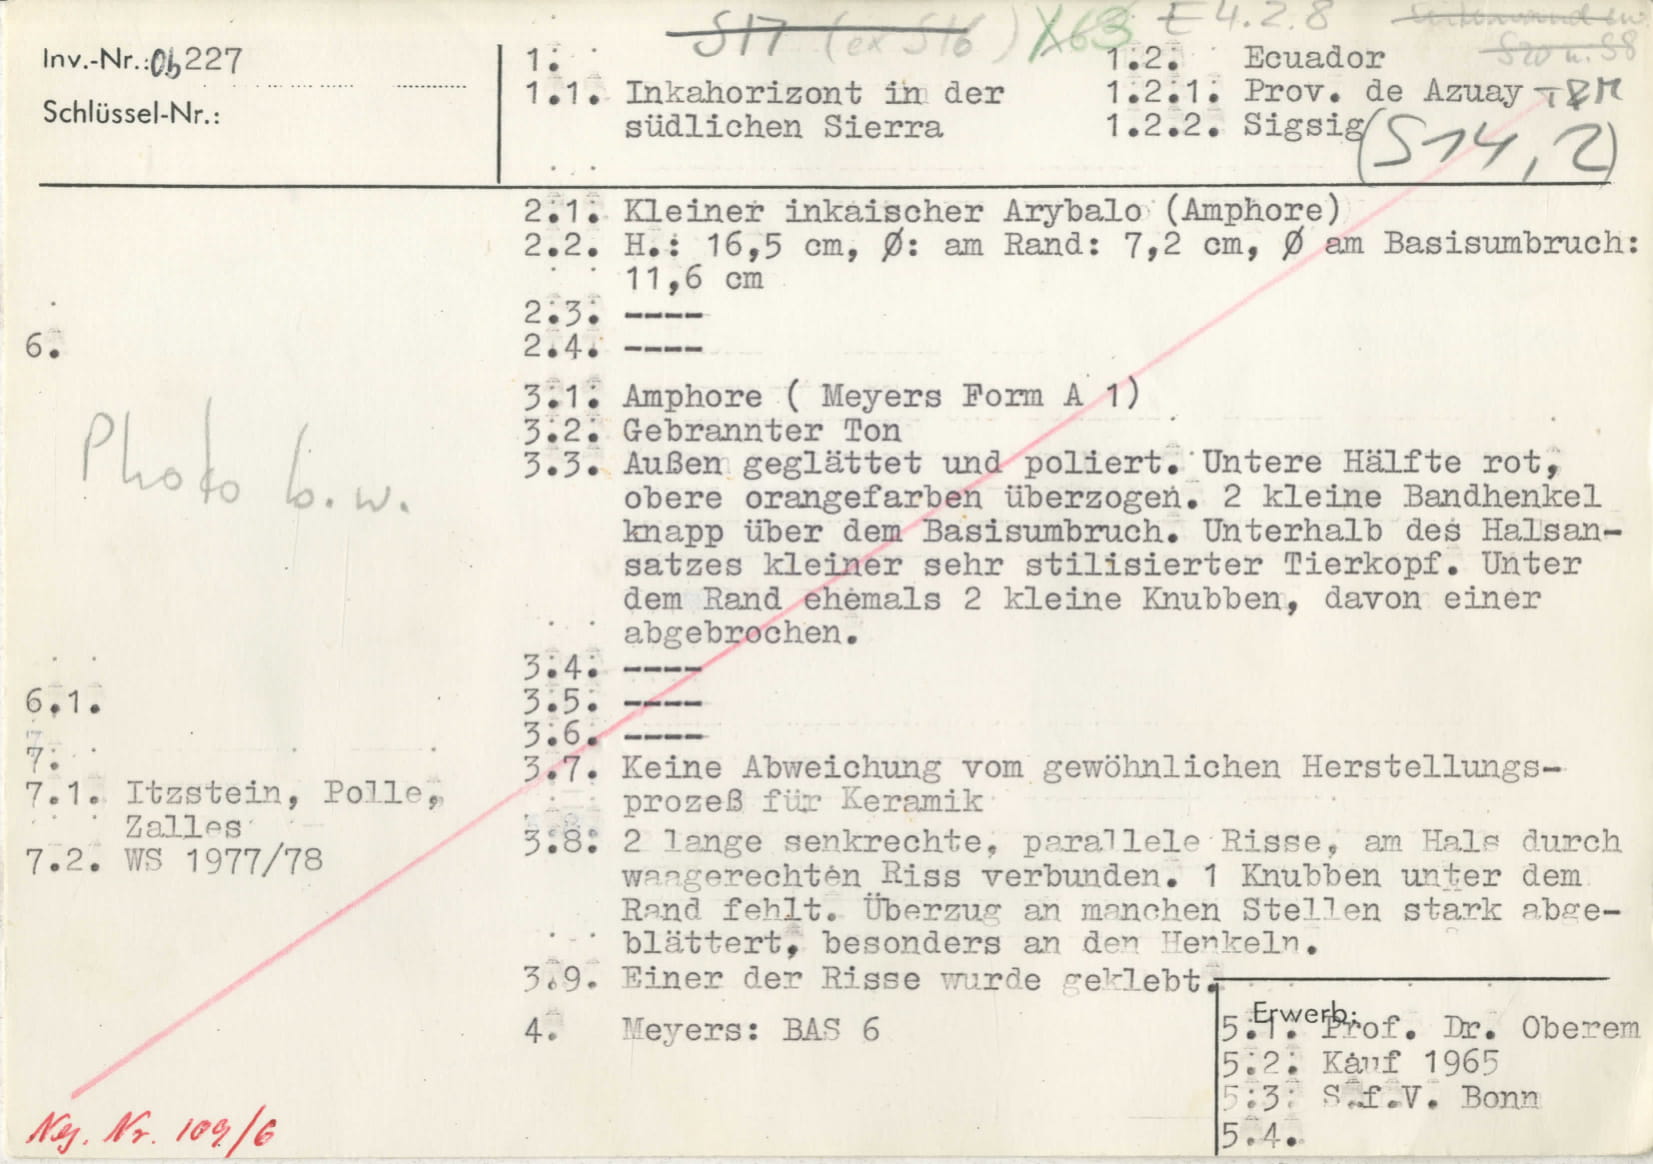 S17 (ex S16) X63 E 4.2.8
S20 u. S8
Inv.-Nr.: Ob 227
Schlüssel-Nr.:
1.
1.1. Inkahorizont in der
südlichen Sierra
1.2. Ecuador
1.2.1. Prov. de Azuay
1.2.2. Sigsig
(S14,2)
2.1. Kleiner inkaischer Arybalo (Amphore)
2.2. H.: 16,5 cm, Ø: am Rand: 7,2 cm, Ø am Basisumbruch:
11,6 cm
2.3. ----
2.4. ----
3.1. Amphore ( Meyers Form A 1)
3.2. Gebrannter Ton
3.3. Außen geglättet und poliert. Untere Hälfte rot,
obere orangefarben überzogen. 2 kleine Bandhenkel
knapp über dem Basisumbruch. Unterhalb des Halsan-
satzes kleiner sehr stilisierter Tierkopf. Unter
dem Rand ehemals 2 kleine Knubben, davon einer
abgebrochen.
3.4. ----
3.5. ----
3.6. ----
3.7. Keine Abweichung vom gewöhnlichen Herstellungs-
prozeß für Keramik
3.8. 2 lange senkrechte, parallele Risse, am Hals durch
waagerechten Riss verbunden. 1 Knubben unter dem
Rand fehlt. Überzug an manchen Stellen stark abge-
blättert, besonders an den Henkeln.
3.9. Einer der Risse wurde geklebt.
4. Meyers: BAS 6
Erwerb:
5.1. Prof. Dr. Oberem
5.2. Kauf 1965
5.3. S.f.V. Bonn
5.4.
6.
Photo b.w.
6.1.
7.
7.1. Itzstein, Polle,
Zalles
7.2. WS 1977/78
Neg. Nr. 109/6